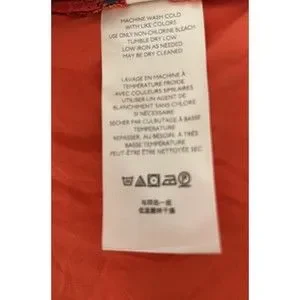 MACHINE WASH COLD
WITH LIKE COLORS
USE ONLY NON-CHLORINE BLEACH
TUMBLE DRY LOW
LOW IRON AS NEEDED
MAY BE DRY CLEANED
LAVAGE EN MACHINE À
TEMPÉRATURE FROIDE
AVEC COULEURS SIMILAIRES
UTILISER UN AGENT DE
BLANCHIMENT SANS CHLORE
SI NÉCESSAIRE
SÉCHER PAR CULBUTAGE À BASSE
TEMPÉRATURE
REPASSER, AU BESOIN, À TRÈS
BASSE TEMPÉRATURE
PEUT-ÊTRE ÊTRE NETTOYÉE SEC